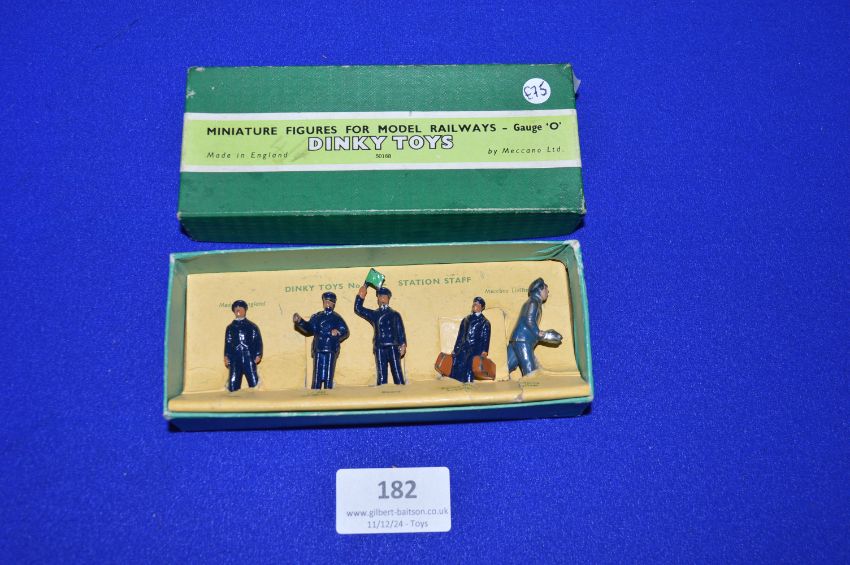 £75
MINIATURE FIGURES FOR MODEL RAILWAYS – Gauge 'O'
DINKY TOYS
Made in England
50168
by Meccano Ltd.
DINKY TOYS No. STATION STAFF
182
www.gilbert-baitson.co.uk
11/12/24 - Toys